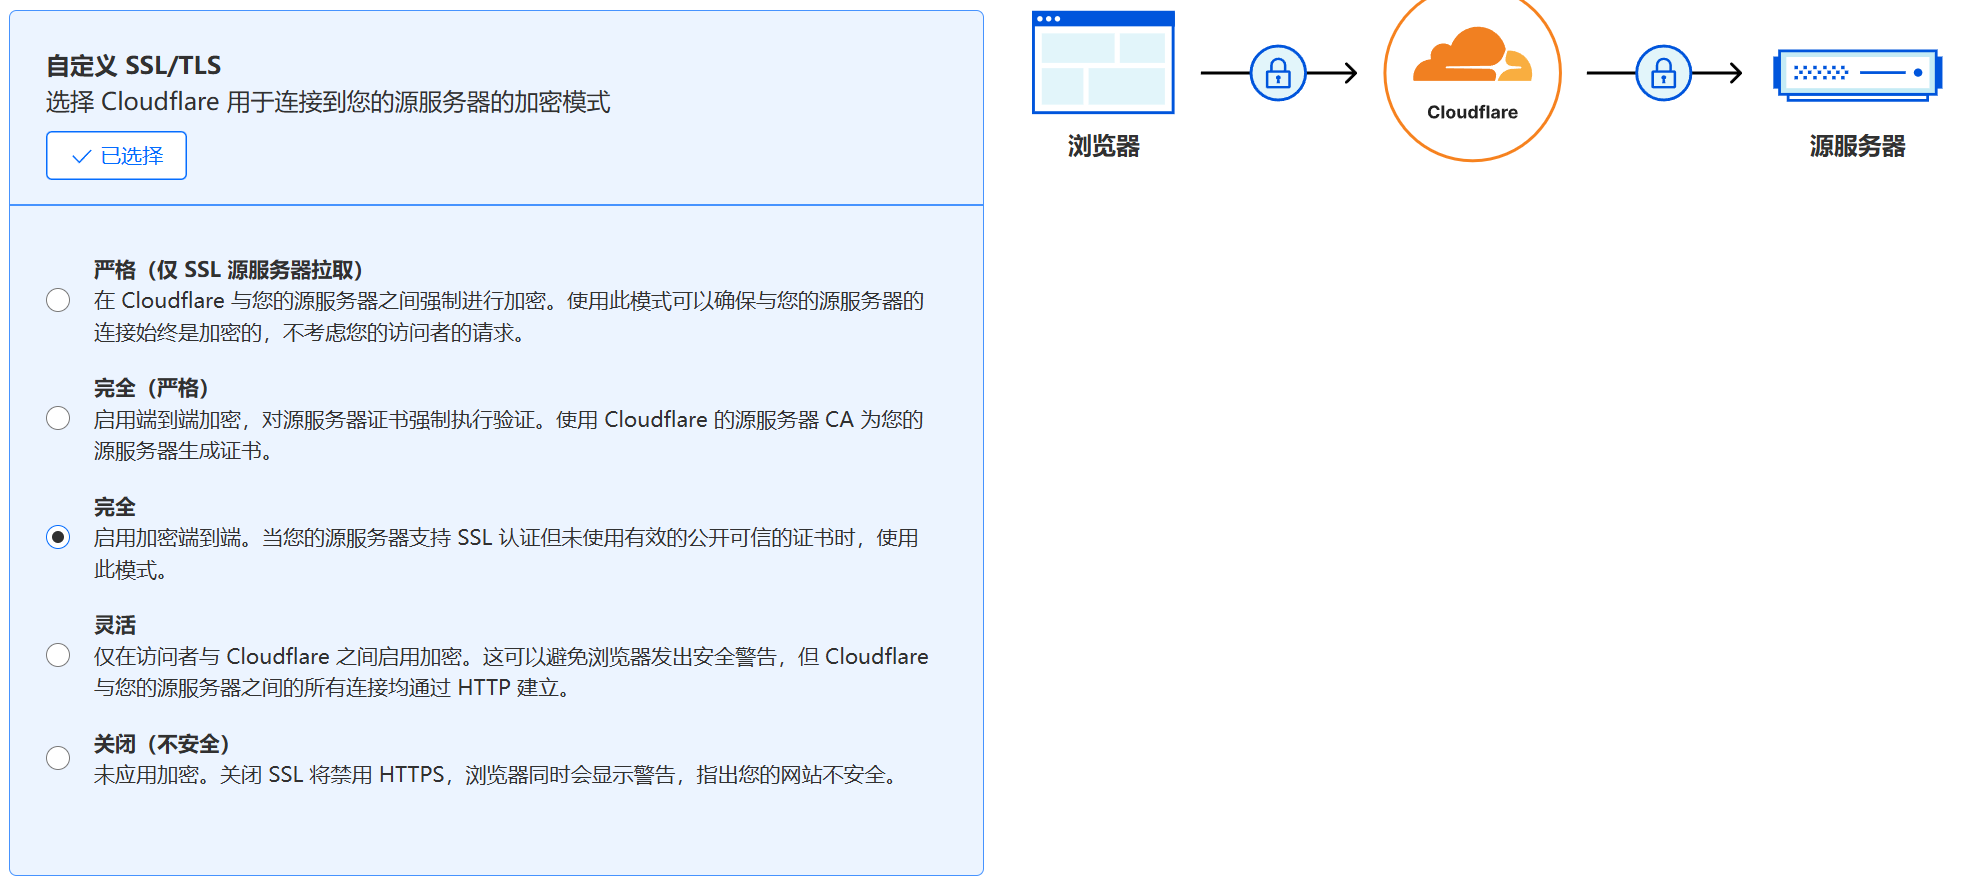 自定义 SSL/TLS
选择 Cloudflare 用于连接到您的源服务器的加密模式
已选择
严格（仅 SSL 源服务器拉取）
在 Cloudflare 与您的源服务器之间强制进行加密。使用此模式可以确保与您的源服务器的
连接始终是加密的，不考虑您的访问者的请求。
完全（严格）
启用端到端加密，对源服务器证书强制执行验证。使用 Cloudflare 的源服务器 CA 为您的
源服务器生成证书。
完全
启用加密端到端。当您的源服务器支持 SSL 认证但未使用有效的公开可信的证书时，使用
此模式。
灵活
仅在访问者与 Cloudflare 之间启用加密。这可以避免浏览器发出安全警告，但 Cloudflare
与您的源服务器之间的所有连接均通过 HTTP 建立。
关闭（不安全）
未应用加密。关闭 SSL 将禁用 HTTPS，浏览器同时会显示警告，指出您的网站不安全。
Cloudflare
浏览器
源服务器